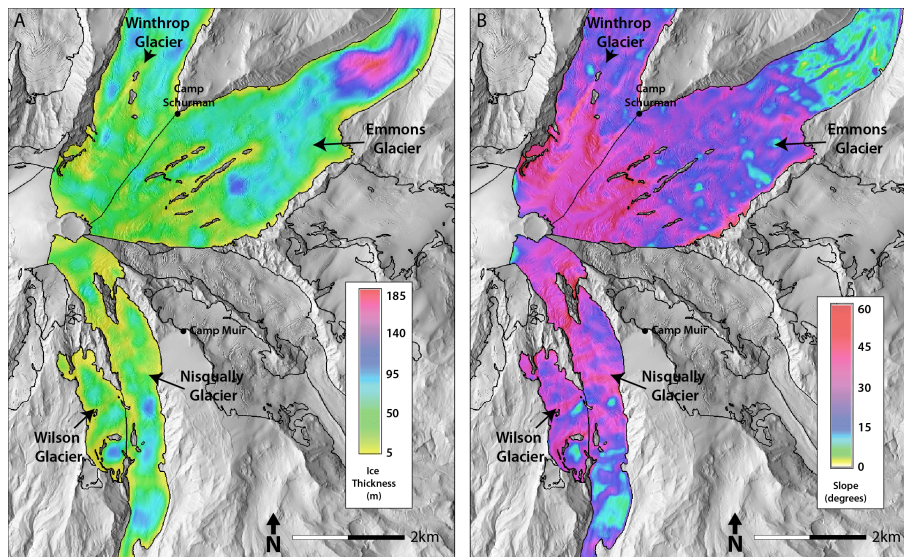 A
Winthrop
Glacier
Camp
Schurman
Emmons
Glacier
185
140
95
50
5
Ice
Thickness
(m)
Camp Muir
Nisqually
Glacier
Wilson
Glacier
N
2km
B
Winthrop
Glacier
Camp
Schurman
Emmons
Glacier
60
45
30
15
0
Slope
(degrees)
Camp Muir
Nisqually
Glacier
Wilson
Glacier
N
2km